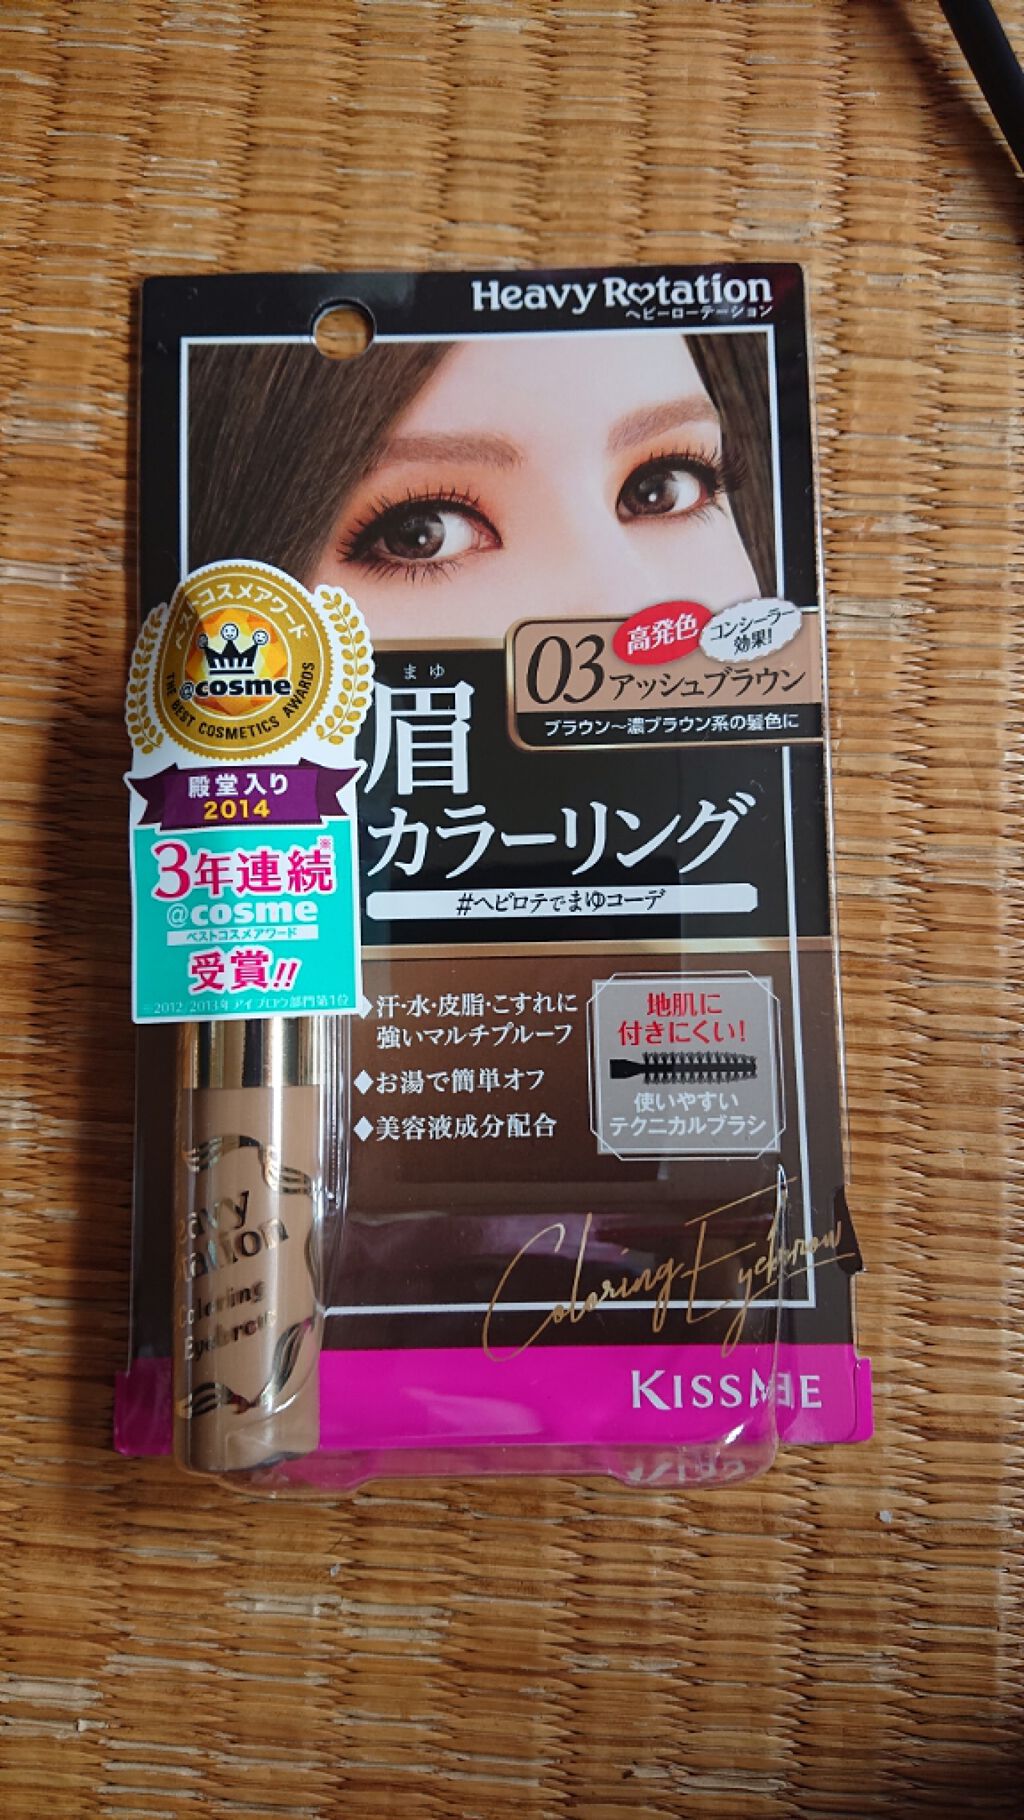 Heavy Rotation
ヘビーローテーション
ベストコスメアワード
@cosme
THE BEST COSMETICS AWARDS
殿堂入り
2014
3年連続※
@cosme
ベストコスメアワード
受賞!!
※2012/2013年アイブロウ部門第1位
高発色
コンシーラー
効果!
03アッシュブラウン
ブラウン〜濃ブラウン系の髪色に
まゆ
眉
カラーリング
#ヘビロテでまゆコーデ
◆汗・水・皮脂・こすれに
強いマルチプルーフ
◆お湯で簡単オフ
◆美容液成分配合
地肌に
付きにくい!
使いやすい
テクニカルブラシ
Coloring Eyebrow
KISSME
Coloring
Eyebrow